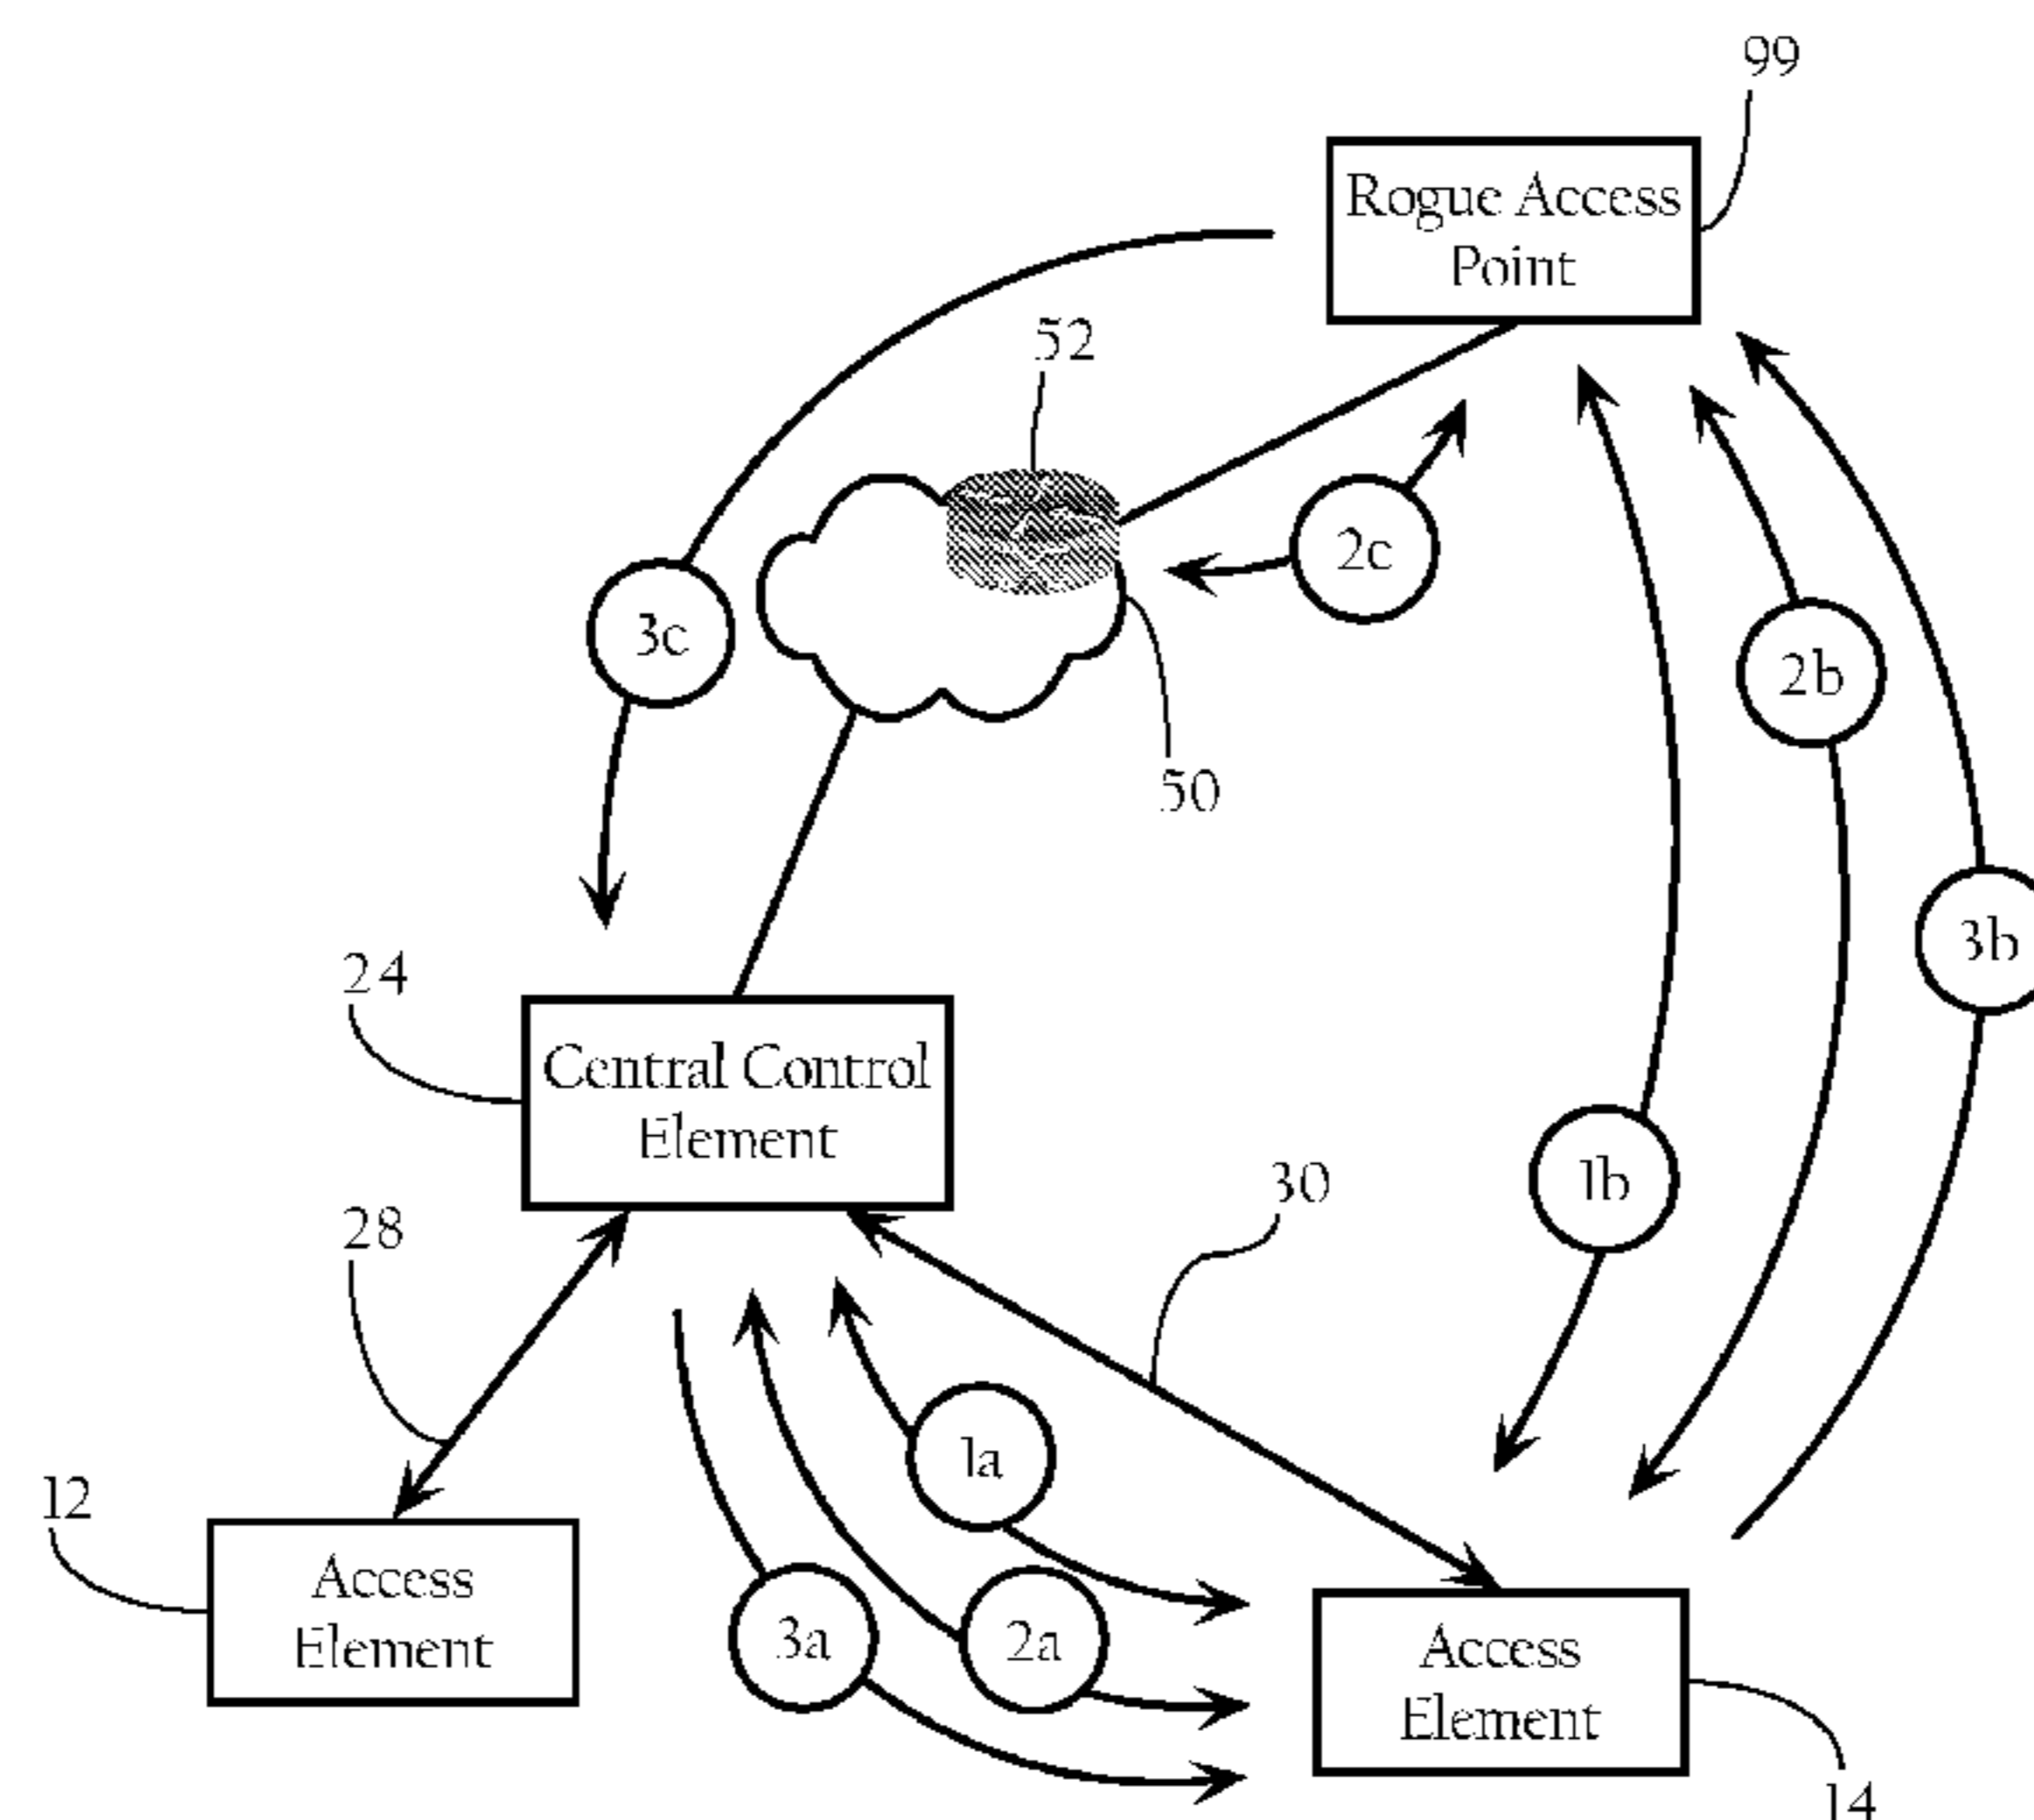 99
Rogue Access
Point
52
2c
3c
2b
50
3b
24
Central Control
Element
30
1b
28
1a
12
Access
Element
3a
2a
Access
Element
14